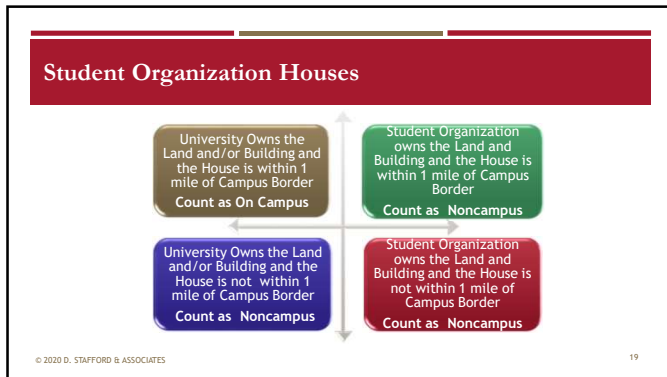 Student Organization Houses
University Owns the
Land and/or Building and
the House is within 1
mile of Campus Border
Count as On Campus
Student Organization
owns the Land and
Building and the House is
within 1 mile of Campus
Border
Count as Noncampus
University Owns the Land
and/or Building and the
House is not within 1
mile of Campus Border
Count as Noncampus
Student Organization
owns the Land and
Building and the House is
not within 1 mile of
Campus Border
Count as Noncampus
© 2020 D. STAFFORD & ASSOCIATES
19